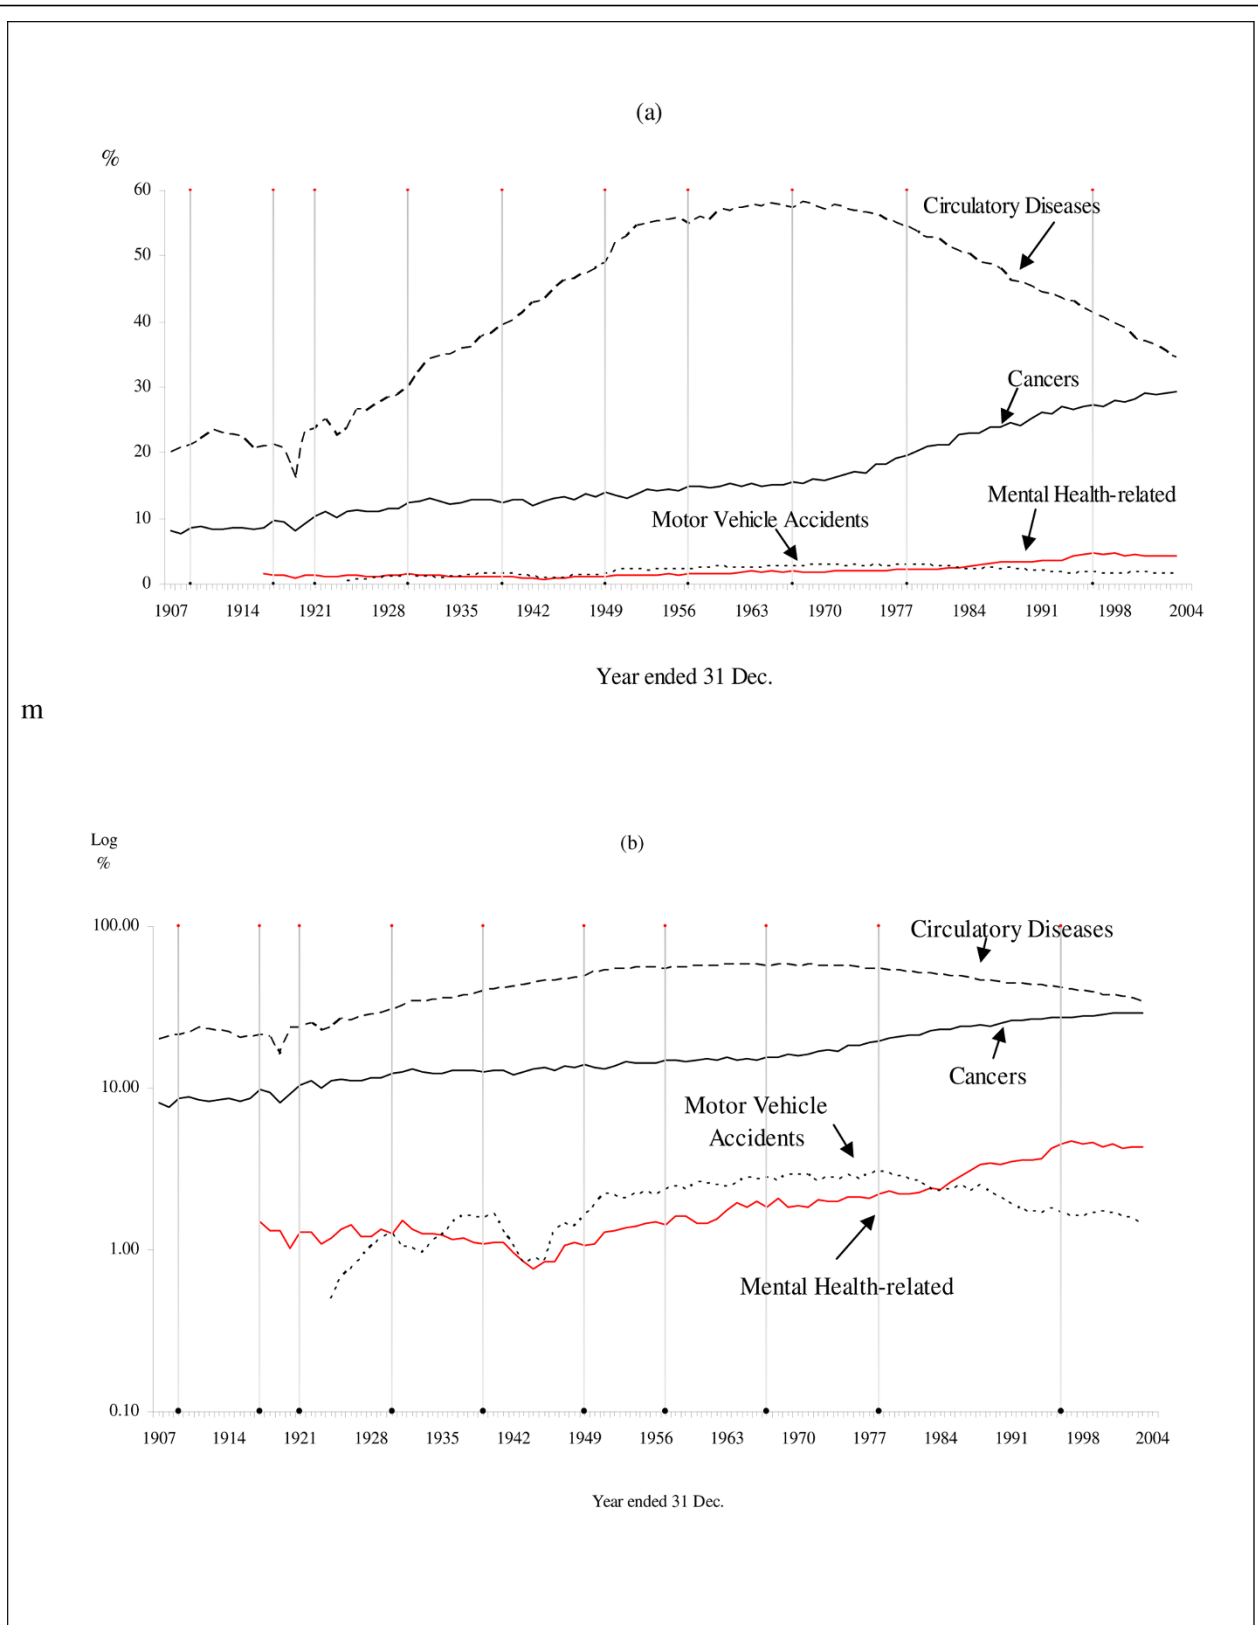 (a)
%
60
50
40
30
20
10
0
Circulatory Diseases
Cancers
Mental Health-related
Motor Vehicle Accidents
1907 1914 1921 1928 1935 1942 1949 1956 1963 1970 1977 1984 1991 1998 2004
Year ended 31 Dec.
m
Log
%
(b)
100.00
10.00
1.00
0.10
Circulatory Diseases
Cancers
Motor Vehicle
Accidents
Mental Health-related
1907 1914 1921 1928 1935 1942 1949 1956 1963 1970 1977 1984 1991 1998 2004
Year ended 31 Dec.